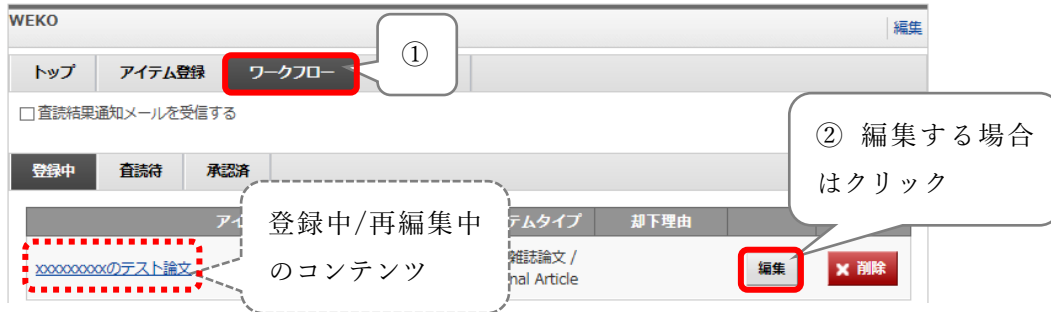 WEKO
編集
①
トップ アイテム登録 ワークフロー
査読結果通知メールを受信する
② 編集する場合
はクリック
登録中 査読待 承認済
登録中/再編集中
のコンテンツ
アイ テムタイプ 却下理由
xxxxxxxxxのテスト論文
雑誌論文 /
nal Article
編集 削除